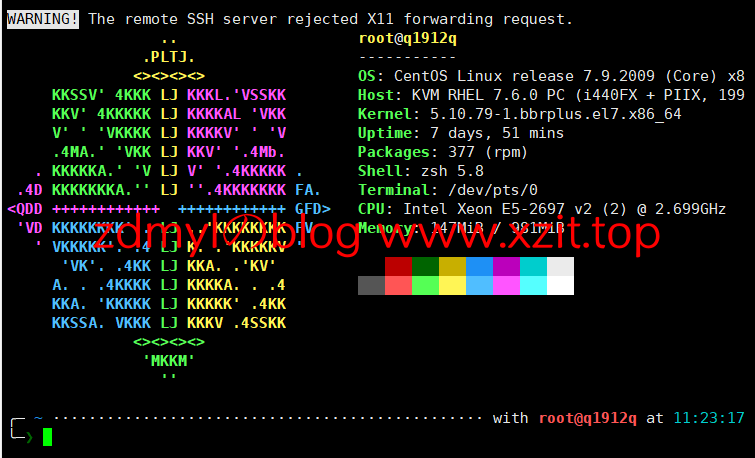 WARNING! The remote SSH server rejected X11 forwarding request.
.. root@q1912q
.PLTJ. -----------
<><><><> OS: CentOS Linux release 7.9.2009 (Core) x8
KKSSV' 4KKK LJ KKKL.'VSSKK Host: KVM RHEL 7.6.0 PC (i440FX + PIIX, 199
KKV' 4KKKKK LJ KKKKAL 'VKK Kernel: 5.10.79-1.bbrplus.el7.x86_64
V' ' 'VKKKK LJ KKKKV' ' 'V Uptime: 7 days, 51 mins
.4MA.' 'VKK LJ KKV' '.4Mb. Packages: 377 (rpm)
. KKKKKA.' 'V LJ V' '.4KKKKK . Shell: zsh 5.8
.4D KKKKKKKA.'' LJ ''.4KKKKKKK FA. Terminal: /dev/pts/0
<QDD ++++++++++++ ++++++++++++ GFD> CPU: Intel Xeon E5-2697 v2 (2) @ 2.699GHz
'VD KKKKKKKK'.. LJ ..'KKKKKKKK FV Memory: 147MiB / 981MiB
zdmyl@blog www.xzit.top
' VKKKKK'. .4 LJ K. .'KKKKKV '
'VK'. .4KK LJ KKA. .'KV'
A. . .4KKKK LJ KKKKA. . .4
KKA. 'KKKKK LJ KKKKK' .4KK
KKSSA. VKKK LJ KKKV .4SSKK
<><><><>
'MKKM'
''
~ ················································ with root@q1912q at 11:23:17
❯